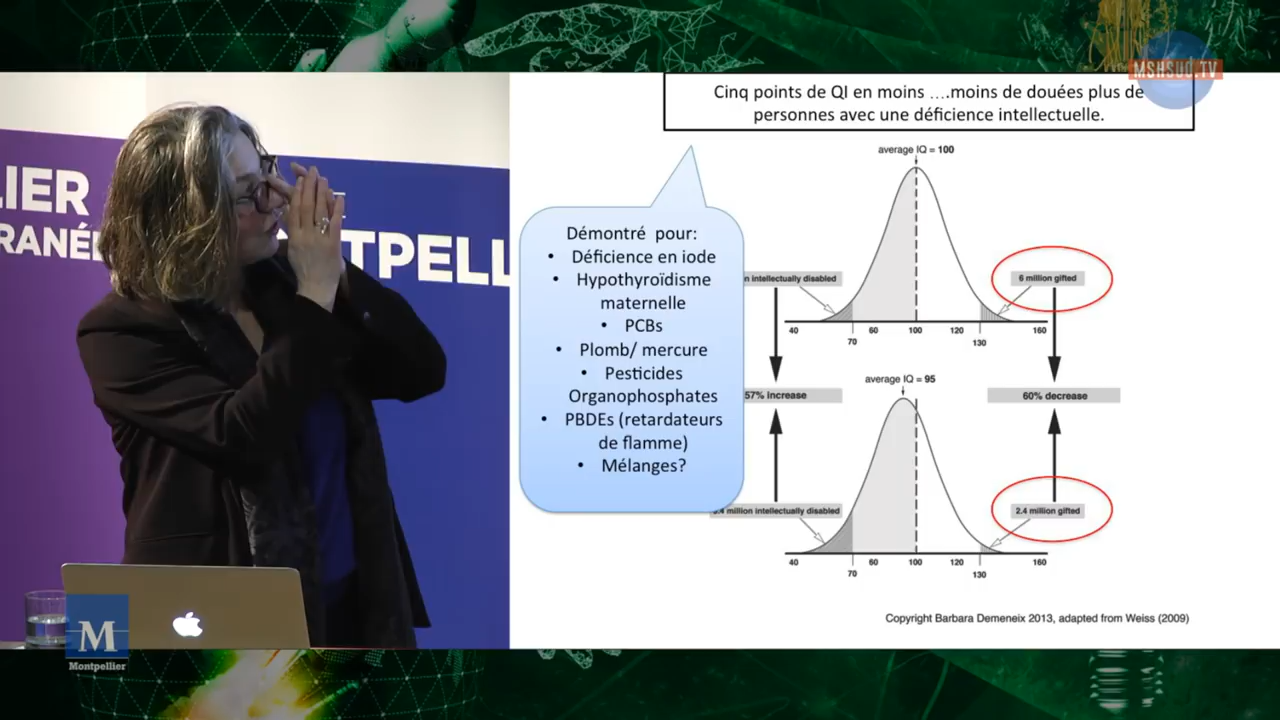 MSHSUD.TV
LIER
RANÉE
MONTPELL
Cinq points de QI en moins ….moins de douées plus de
personnes avec une déficience intellectuelle.
Démontré pour:
• Déficience en iode
• Hypothyroïdisme
maternelle
• PCBs
• Plomb/ mercure
• Pesticides
Organophosphates
• PBDEs (retardateurs
de flamme)
• Mélanges?
average IQ = 100
intellectually disabled
6 million gifted
40 60 100 120 160
70 130
57% increase
60% decrease
average IQ = 95
million intellectually disabled
2.4 million gifted
40 60 100 120 160
70 130
Copyright Barbara Demeneix 2013, adapted from Weiss (2009)
M
Montpellier